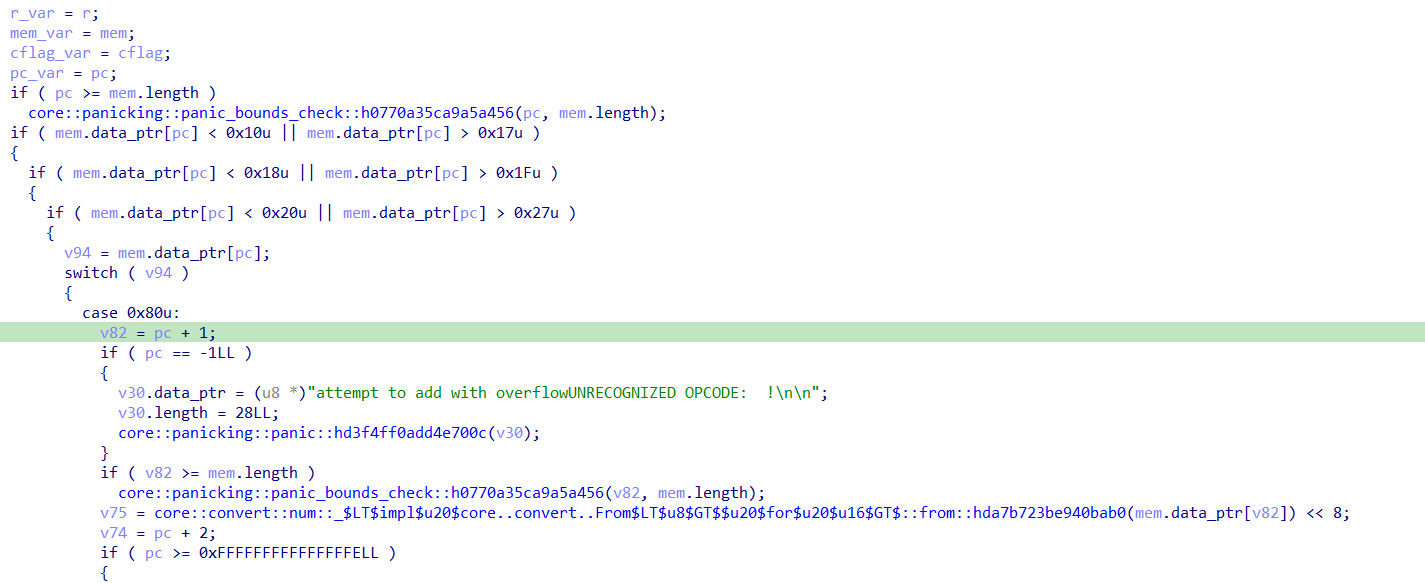 r_var = r;
mem_var = mem;
cflag_var = cflag;
pc_var = pc;
if ( pc >= mem.length )
  core::panicking::panic_bounds_check::h0770a35ca9a5a456(pc, mem.length);
if ( mem.data_ptr[pc] < 0x10u || mem.data_ptr[pc] > 0x17u )
{
  if ( mem.data_ptr[pc] < 0x18u || mem.data_ptr[pc] > 0x1Fu )
  {
    if ( mem.data_ptr[pc] < 0x20u || mem.data_ptr[pc] > 0x27u )
    {
      v94 = mem.data_ptr[pc];
      switch ( v94 )
      {
        case 0x80u:
          v82 = pc + 1;
          if ( pc == -1LL )
          {
            v30.data_ptr = (u8 *)"attempt to add with overflowUNRECOGNIZED OPCODE:  !\n\n";
            v30.length = 28LL;
            core::panicking::panic::hd3f4ff0add4e700c(v30);
          }
          if ( v82 >= mem.length )
            core::panicking::panic_bounds_check::h0770a35ca9a5a456(v82, mem.length);
          v75 = core::convert::num::_$LT$impl$u20$core..convert..From$LT$u8$GT$$u20$for$u20$u16$GT$::from::hda7b723be940bab0(mem.data_ptr[v82]) << 8;
          v74 = pc + 2;
          if ( pc >= 0xFFFFFFFFFFFFFFFELL )
          {